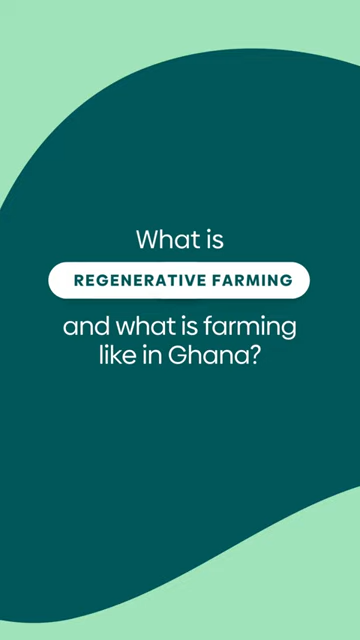 What is
REGENERATIVE FARMING
and what is farming
like in Ghana?